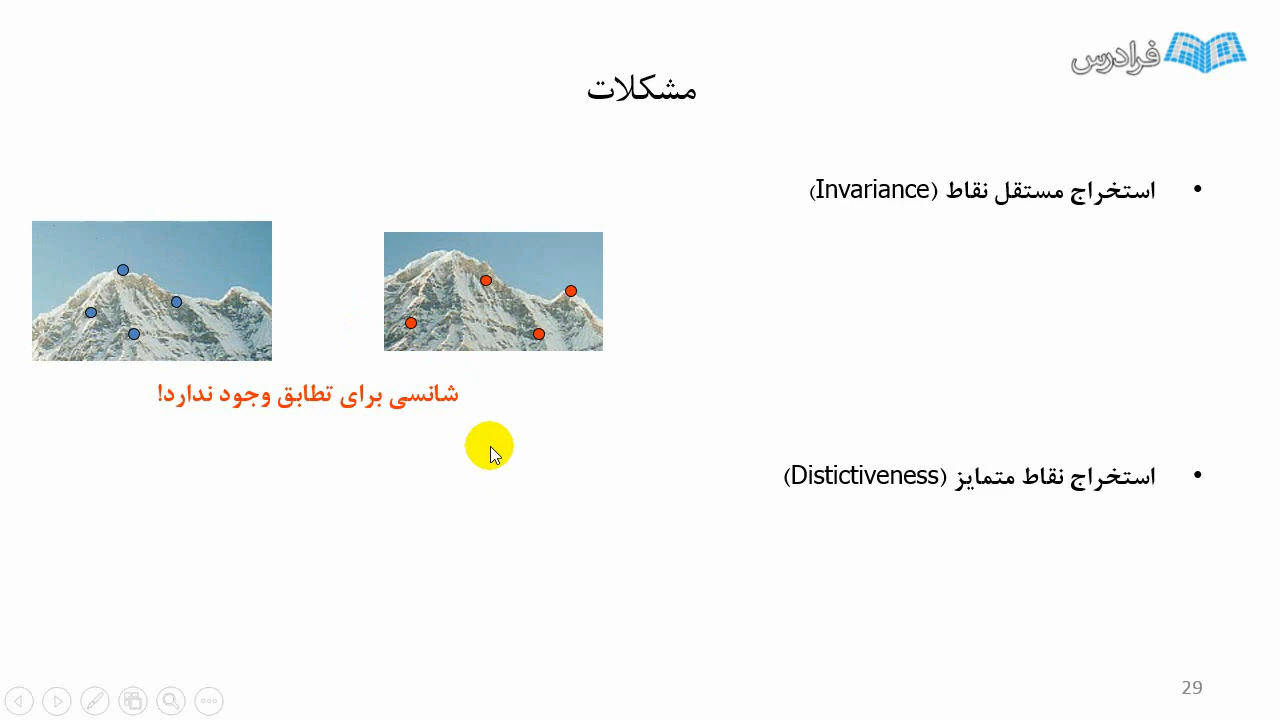 فرادرس
مشکلات
• استخراج مستقل نقاط (Invariance)
شانسی برای تطابق وجود ندارد!
• استخراج نقاط متمایز (Distictiveness)
29